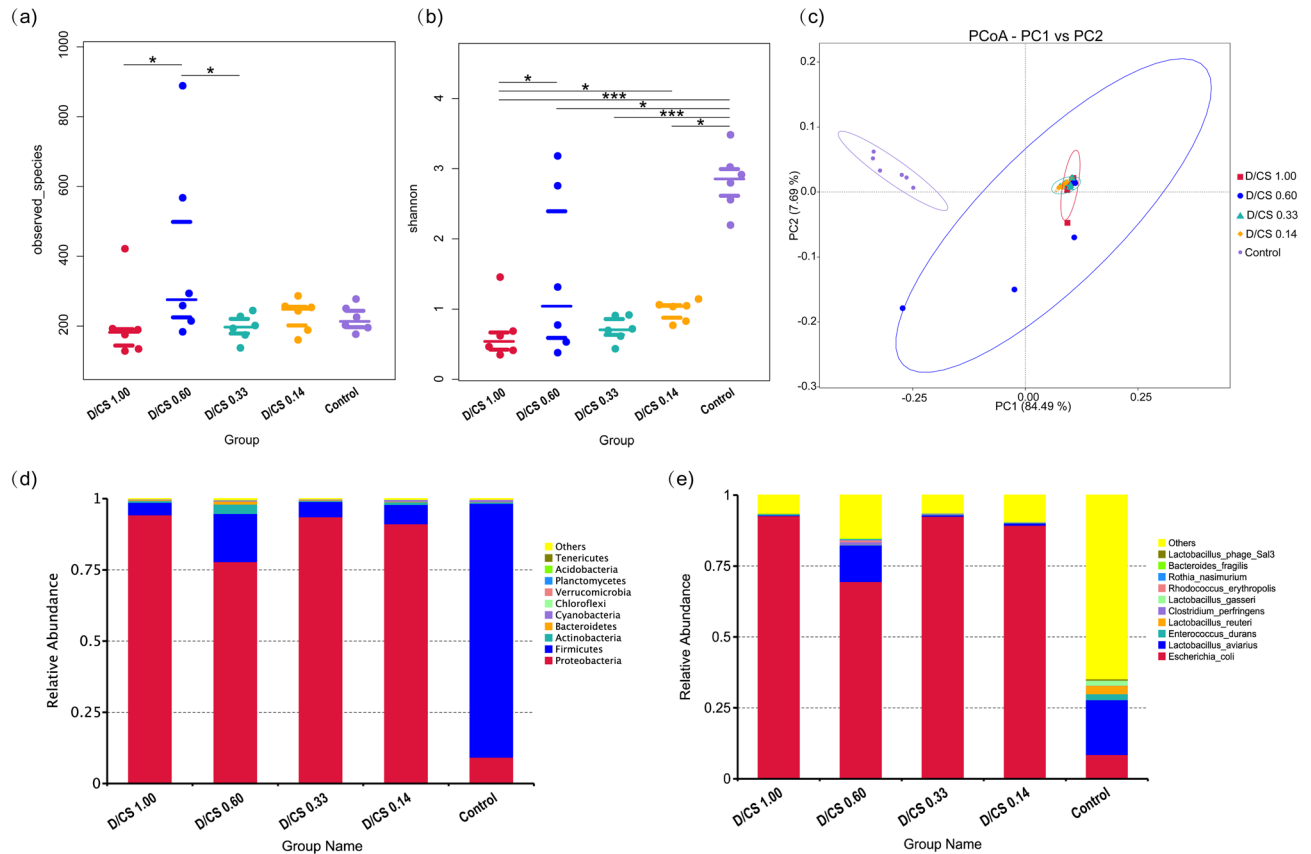 (a)
1000
800
600
400
200
observed_species
*
*
D/CS 1.00
D/CS 0.60
D/CS 0.33
D/CS 0.14
Control
Group
(b)
4
3
2
1
0
shannon
*
*
***
*
***
*
D/CS 1.00
D/CS 0.60
D/CS 0.33
D/CS 0.14
Control
Group
(c)
PCoA - PC1 vs PC2
0.2
0.1
0.0
-0.1
-0.2
-0.3
PC2 (7.69 %)
-0.25
0.00
0.25
PC1 (84.49 %)
D/CS 1.00
D/CS 0.60
D/CS 0.33
D/CS 0.14
Control
(d)
1
0.75
0.5
0.25
0
Relative Abundance
D/CS 1.00
D/CS 0.60
D/CS 0.33
D/CS 0.14
Control
Group Name
Others
Tenericutes
Acidobacteria
Planctomycetes
Verrucomicrobia
Chloroflexi
Cyanobacteria
Bacteroidetes
Actinobacteria
Firmicutes
Proteobacteria
(e)
1
0.75
0.5
0.25
0
Relative Abundance
D/CS 1.00
D/CS 0.60
D/CS 0.33
D/CS 0.14
Control
Group Name
Others
Lactobacillus_phage_Sal3
Bacteroides_fragilis
Rothia_nasimurium
Rhodococcus_erythropolis
Lactobacillus_gasseri
Clostridium_perfringens
Lactobacillus_reuteri
Enterococcus_durans
Lactobacillus_aviarius
Escherichia_coli